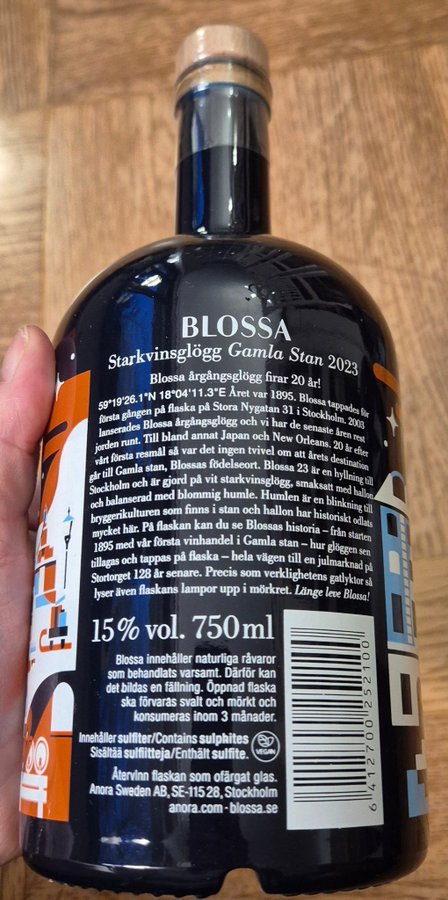 BLOSSA
Starkvinsglögg Gamla Stan 2023
Blossa årgångsglögg firar 20 år!
59°19'26.1"N 18°04'11.3"E Året var 1895. Blossa tappades för
första gången på flaska på Stora Nygatan 31 i Stockholm. 2003
lanserades Blossa årgångsglögg och vi har de senaste åren rest
jorden runt. Till bland annat Japan och New Orleans. 20 år efter
vårt första resmål så var det ingen tvivel om att årets destination
går till Gamla stan, Blossas födelseort. Blossa 23 är en hyllning till
Stockholm och är gjord på vit starkvinsglögg, smaksatt med hallon
och balanserad med blommig humle. Humlen är en blinkning till
bryggerikulturen som finns i stan och hallon har historiskt odlats
mycket här. På flaskan kan du se Blossas historia – från starten
1895 med vår första vinhandel i Gamla stan – hur glöggen sen
tillagas och tappas på flaska – hela vägen till en julmarknad på
Stortorget 128 år senare. Precis som verklighetens gatlyktor så
lyser även flaskans lampor upp i mörkret. Länge leve Blossa!
15% vol. 750ml
Blossa innehåller naturliga råvaror
som behandlats varsamt. Därför kan
det bildas en fällning. Öppnad flaska
ska förvaras svalt och mörkt och
konsumeras inom 3 månader.
Innehåller sulfiter/Contains sulphites
Sisältää sulfiitteja/Enthält sulfite.
VEGAN
Återvinn flaskan som ofärgat glas.
Anora Sweden AB, SE-115 28, Stockholm
anora.com · blossa.se
6 412700 252100